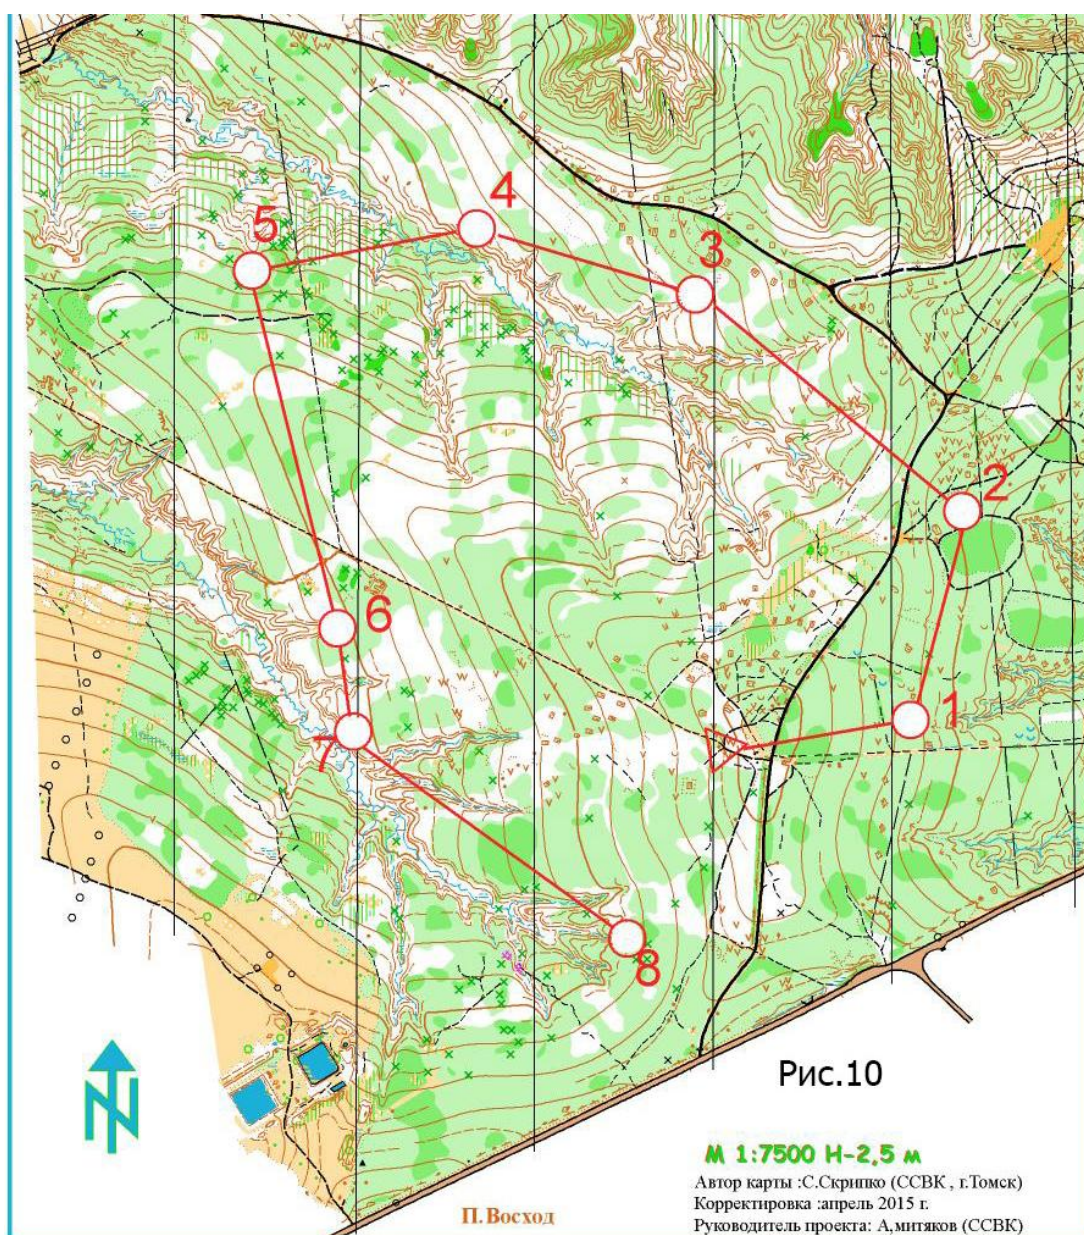 4
5
3
2
6
1
7
8
Рис.10
М 1:7500 Н-2,5 м
Автор карты :С.Скрипко (ССВК , г.Томск)
Корректировка :апрель 2015 г.
П.Восход
Руководитель проекта: А,митяков (ССВК)